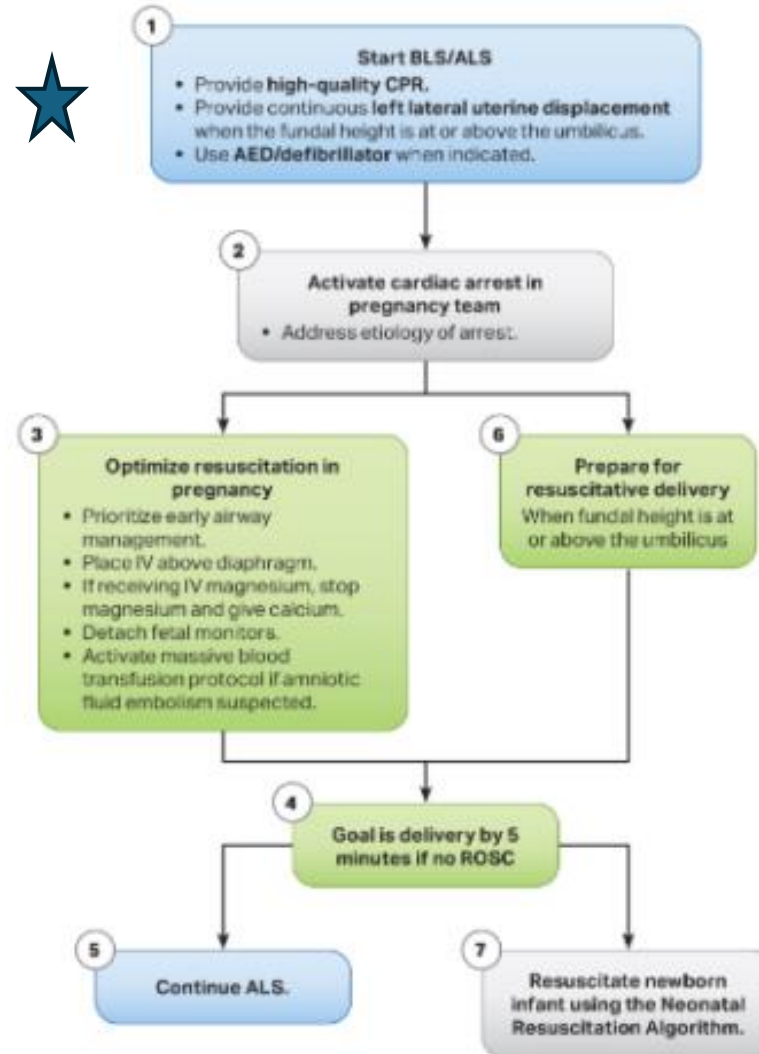 1
Start BLS/ALS
• Provide high-quality CPR.
• Provide continuous left lateral uterine displacement
when the fundal height is at or above the umbilicus.
• Use AED/defibrillator when indicated.
2
Activate cardiac arrest in
pregnancy team
• Address etiology of arrest.
3
Optimize resuscitation in
pregnancy
• Prioritize early airway
management.
• Place IV above diaphragm.
• If receiving IV magnesium, stop
magnesium and give calcium.
• Detach fetal monitors.
• Activate massive blood
transfusion protocol if amniotic
fluid embolism suspected.
6
Prepare for
resuscitative delivery
When fundal height is at
or above the umbilicus
4
Goal is delivery by 5
minutes if no ROSC
5
Continue ALS.
7
Resuscitate newborn
infant using the Neonatal
Resuscitation Algorithm.